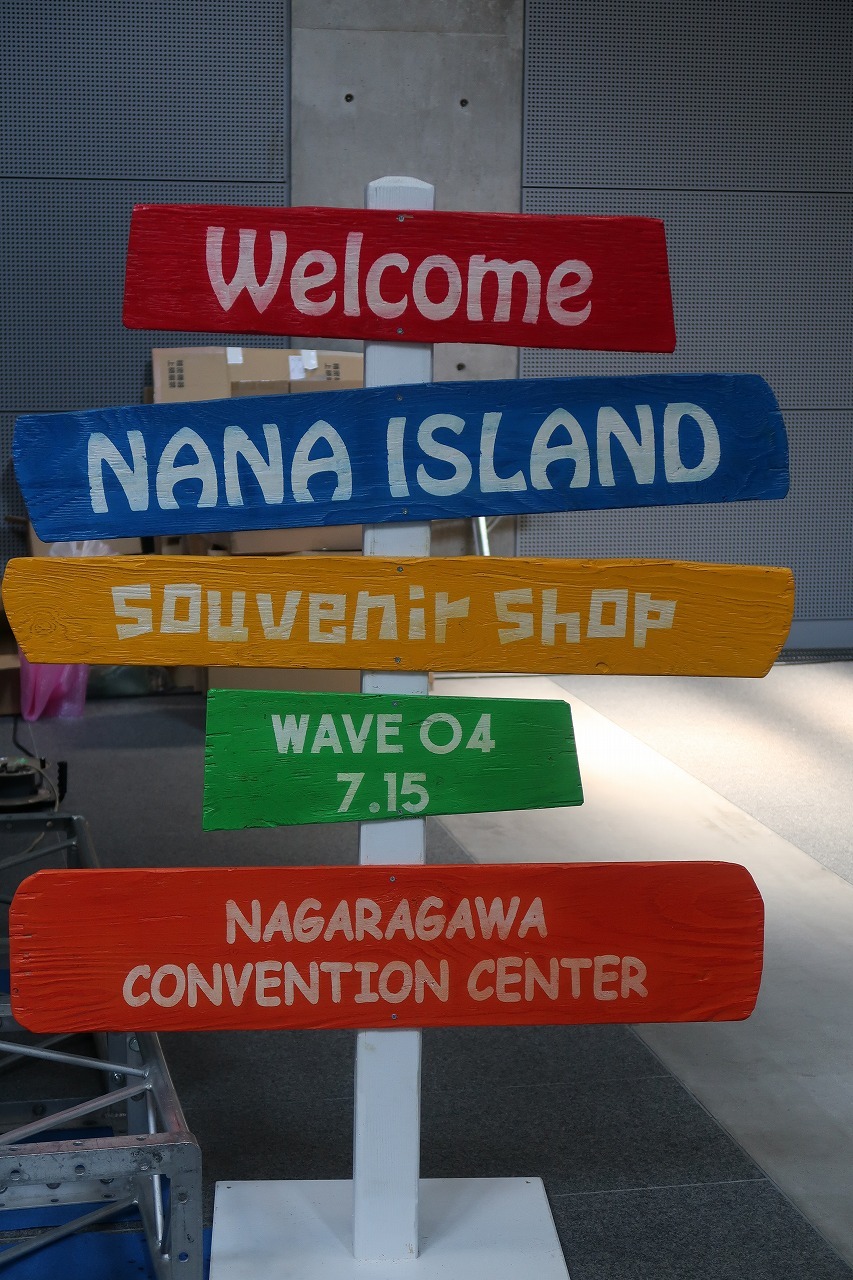 Welcome
NANA ISLAND
souvenir shop
WAVE 04
7.15
NAGARAGAWA
CONVENTION CENTER